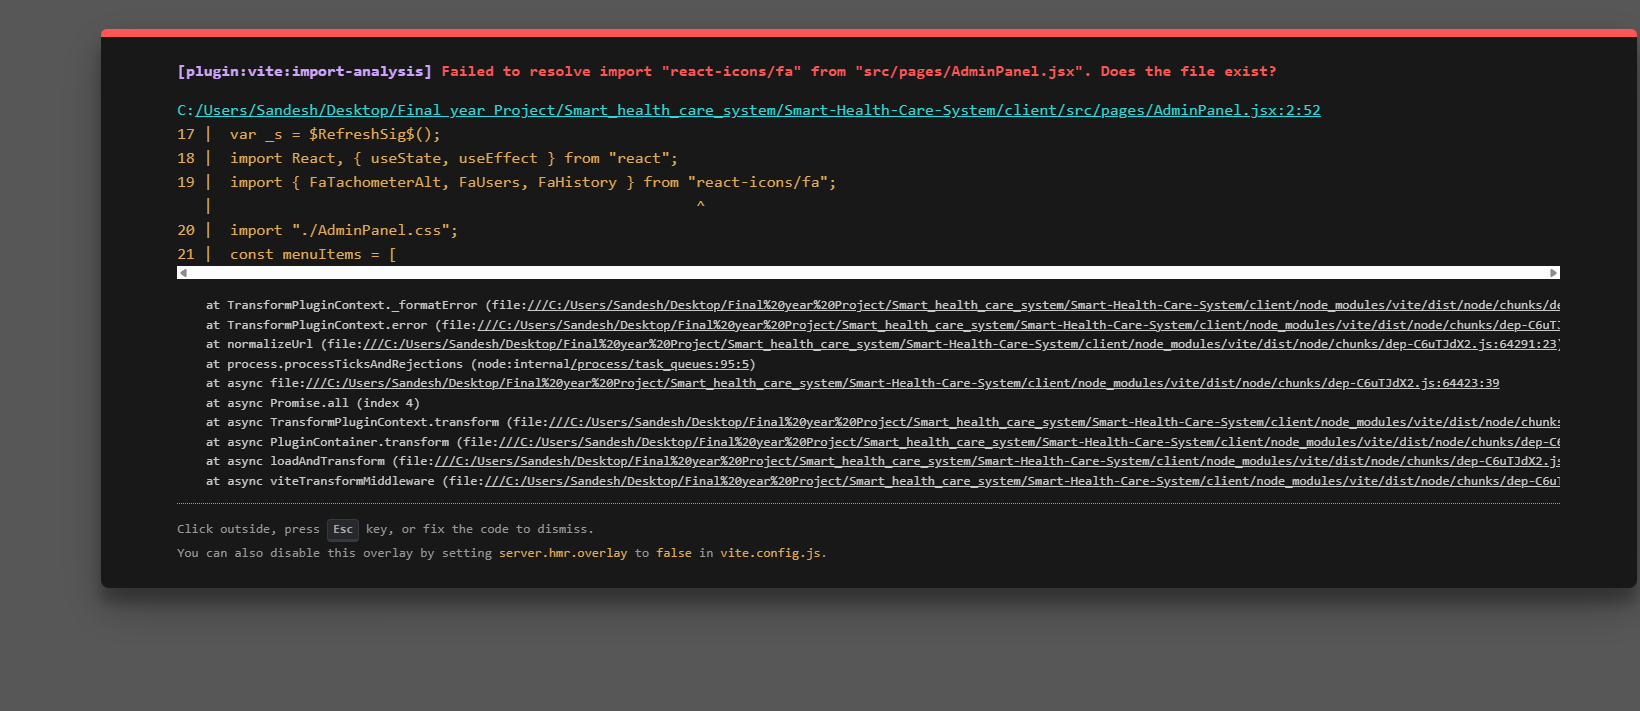 [plugin:vite:import-analysis] Failed to resolve import "react-icons/fa" from "src/pages/AdminPanel.jsx". Does the file exist?
C:/Users/Sandesh/Desktop/Final year Project/Smart_health_care_system/Smart-Health-Care-System/client/src/pages/AdminPanel.jsx:2:52
17 |  var _s = $RefreshSig$();
18 |  import React, { useState, useEffect } from "react";
19 |  import { FaTachometerAlt, FaUsers, FaHistory } from "react-icons/fa";
|                                                       ^
20 |  import "./AdminPanel.css";
21 |  const menuItems = [
at TransformPluginContext._formatError (file:///C:/Users/Sandesh/Desktop/Final%20year%20Project/Smart_health_care_system/Smart-Health-Care-System/client/node_modules/vite/dist/node/chunks/de
at TransformPluginContext.error (file:///C:/Users/Sandesh/Desktop/Final%20year%20Project/Smart_health_care_system/Smart-Health-Care-System/client/node_modules/vite/dist/node/chunks/dep-C6uTJ
at normalizeUrl (file:///C:/Users/Sandesh/Desktop/Final%20year%20Project/Smart_health_care_system/Smart-Health-Care-System/client/node_modules/vite/dist/node/chunks/dep-C6uTJdX2.js:64291:23)
at process.processTicksAndRejections (node:internal/process/task_queues:95:5)
at async file:///C:/Users/Sandesh/Desktop/Final%20year%20Project/Smart_health_care_system/Smart-Health-Care-System/client/node_modules/vite/dist/node/chunks/dep-C6uTJdX2.js:64423:39
at async Promise.all (index 4)
at async TransformPluginContext.transform (file:///C:/Users/Sandesh/Desktop/Final%20year%20Project/Smart_health_care_system/Smart-Health-Care-System/client/node_modules/vite/dist/node/chunks
at async PluginContainer.transform (file:///C:/Users/Sandesh/Desktop/Final%20year%20Project/Smart_health_care_system/Smart-Health-Care-System/client/node_modules/vite/dist/node/chunks/dep-C6
at async loadAndTransform (file:///C:/Users/Sandesh/Desktop/Final%20year%20Project/Smart_health_care_system/Smart-Health-Care-System/client/node_modules/vite/dist/node/chunks/dep-C6uTJdX2.js
at async viteTransformMiddleware (file:///C:/Users/Sandesh/Desktop/Final%20year%20Project/Smart_health_care_system/Smart-Health-Care-System/client/node_modules/vite/dist/node/chunks/dep-C6uT
Click outside, press Esc key, or fix the code to dismiss.
You can also disable this overlay by setting server.hmr.overlay to false in vite.config.js.